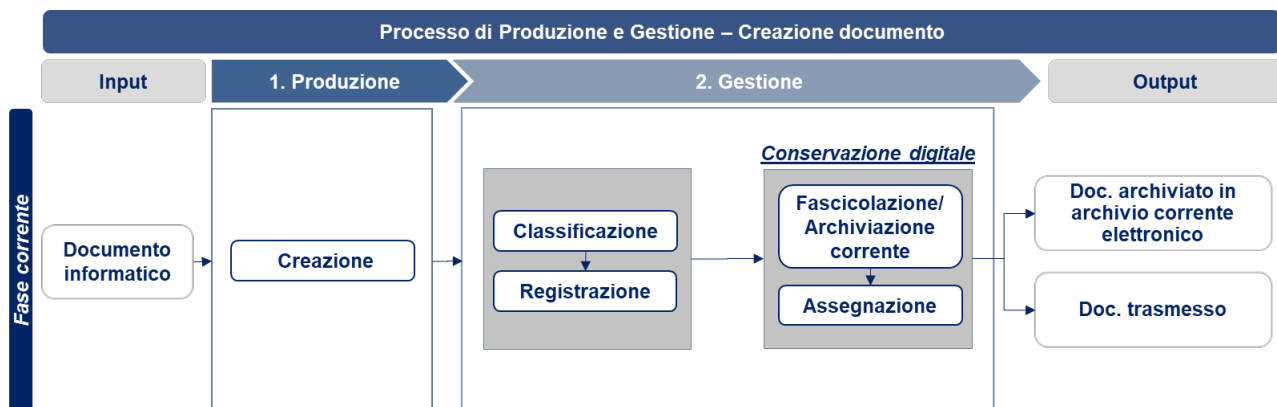 Processo di Produzione e Gestione – Creazione documento
Input
1. Produzione
2. Gestione
Output
Fase corrente
Documento
informatico
Creazione
Classificazione
Registrazione
Conservazione digitale
Fascicolazione/
Archiviazione
corrente
Assegnazione
Doc. archiviato in
archivio corrente
elettronico
Doc. trasmesso